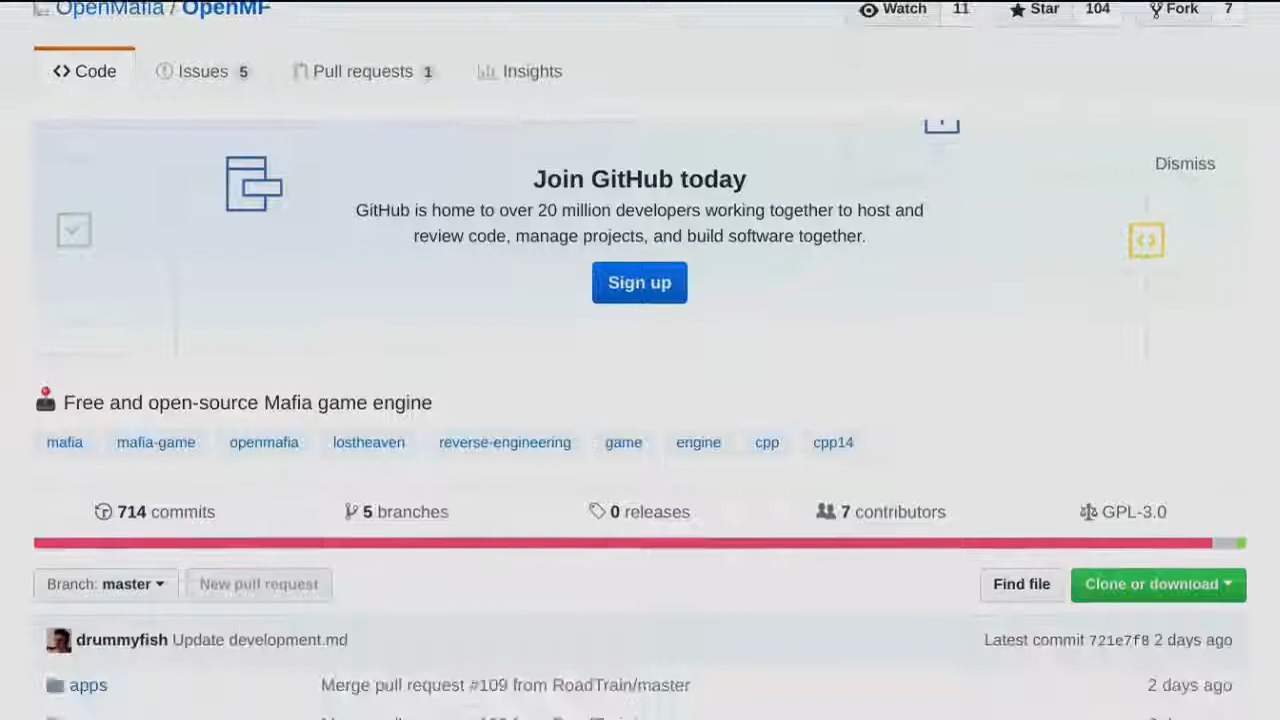 OpenMafia / OpenMF
Watch 11 Star 104 Fork 7
Code Issues 5 Pull requests 1 Insights
Dismiss
Join GitHub today
GitHub is home to over 20 million developers working together to host and
review code, manage projects, and build software together.
Sign up
Free and open-source Mafia game engine
mafia mafia-game openmafia lostheaven reverse-engineering game engine cpp cpp14
714 commits 5 branches 0 releases 7 contributors GPL-3.0
Branch: master New pull request Find file Clone or download
drummyfish Update development.md Latest commit 721e7f8 2 days ago
apps Merge pull request #109 from RoadTrain/master 2 days ago